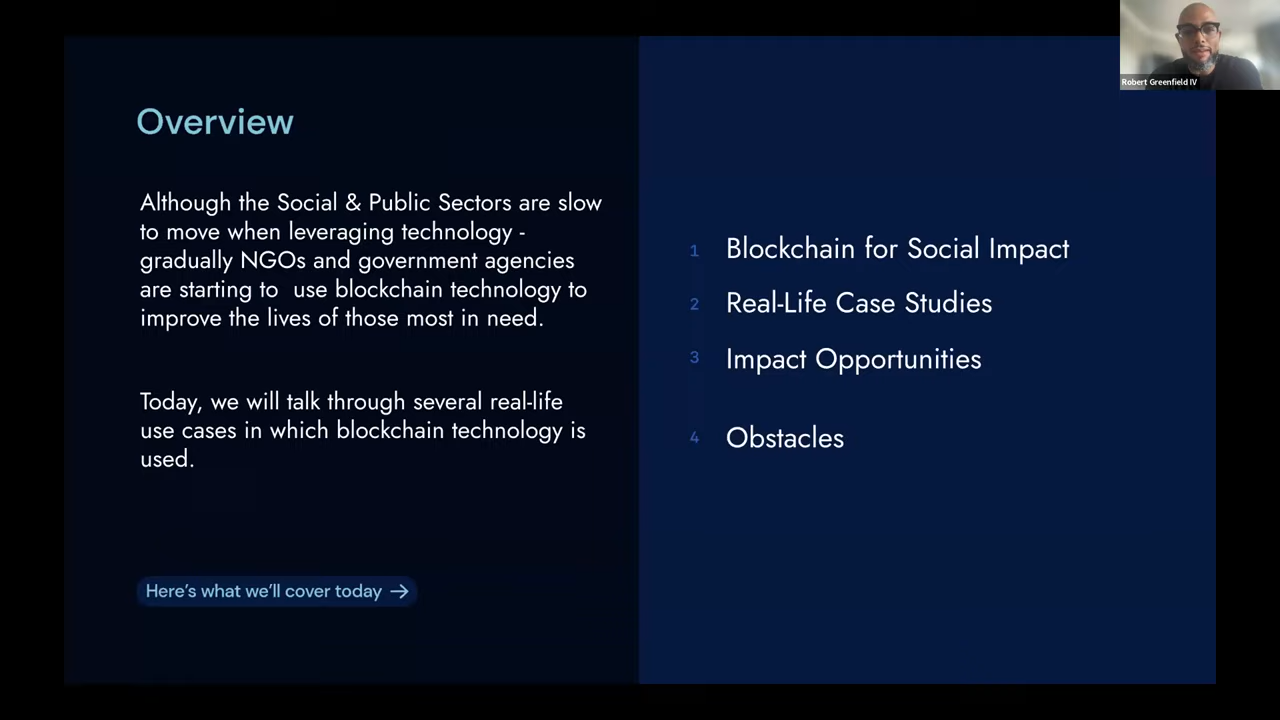 Robert Greenfield IV
Overview
Although the Social & Public Sectors are slow
to move when leveraging technology -
gradually NGOs and government agencies
are starting to  use blockchain technology to
improve the lives of those most in need.
Today, we will talk through several real-life
use cases in which blockchain technology is
used.
Here's what we'll cover today →
1 Blockchain for Social Impact
2 Real-Life Case Studies
3 Impact Opportunities
4 Obstacles